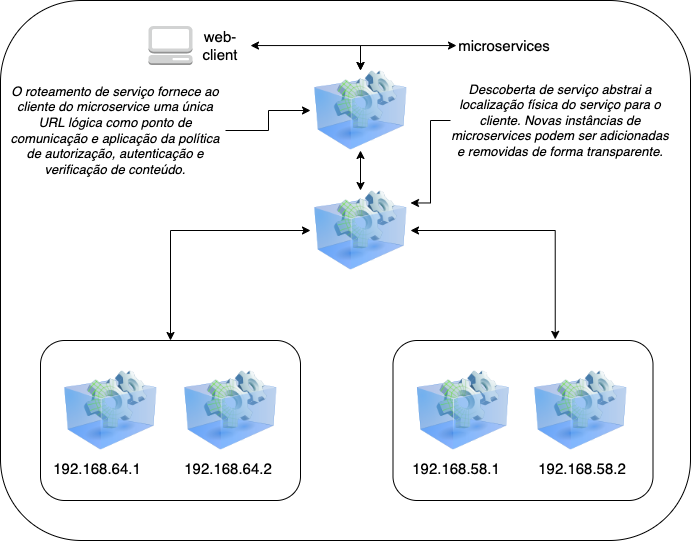 web-
client
microservices
O roteamento de serviço fornece ao
cliente do microservice uma única
URL lógica como ponto de
comunicação e aplicação da política
de autorização, autenticação e
verificação de conteúdo.
Descoberta de serviço abstrai a
localização física do serviço para o
cliente. Novas instâncias de
microservices podem ser adicionadas
e removidas de forma transparente.
192.168.64.1
192.168.64.2
192.168.58.1
192.168.58.2